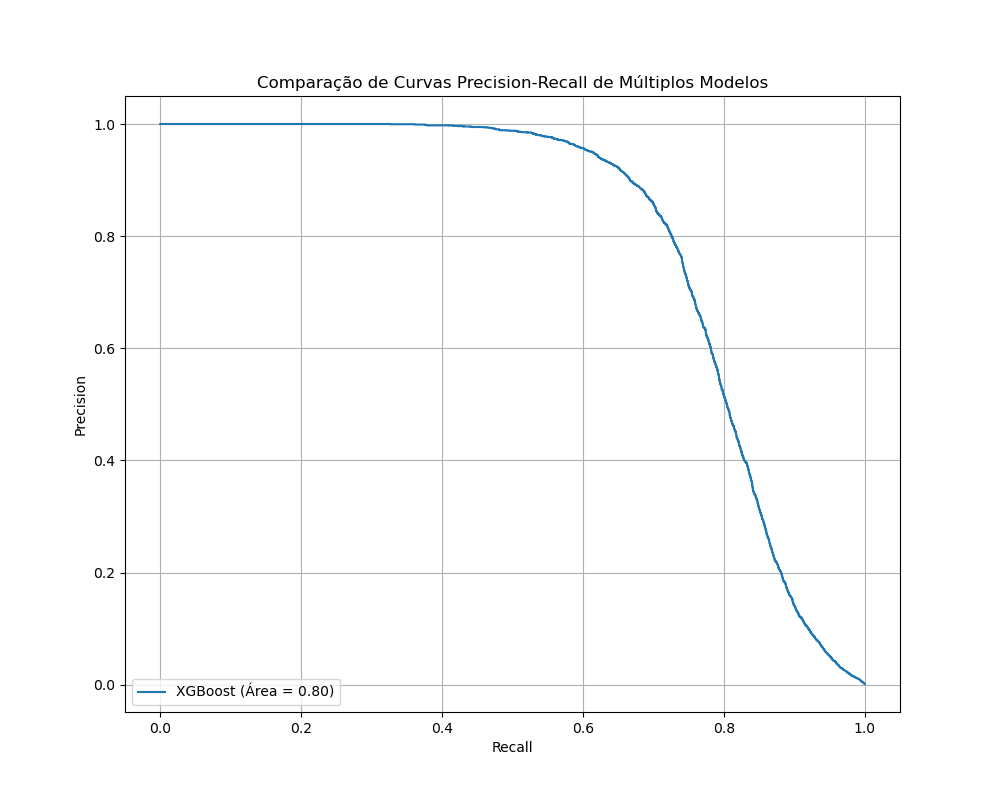 Comparação de Curvas Precision-Recall de Múltiplos Modelos
Precision
1.0
0.8
0.6
0.4
0.2
0.0
XGBoost (Área = 0.80)
0.0 0.2 0.4 0.6 0.8 1.0
Recall